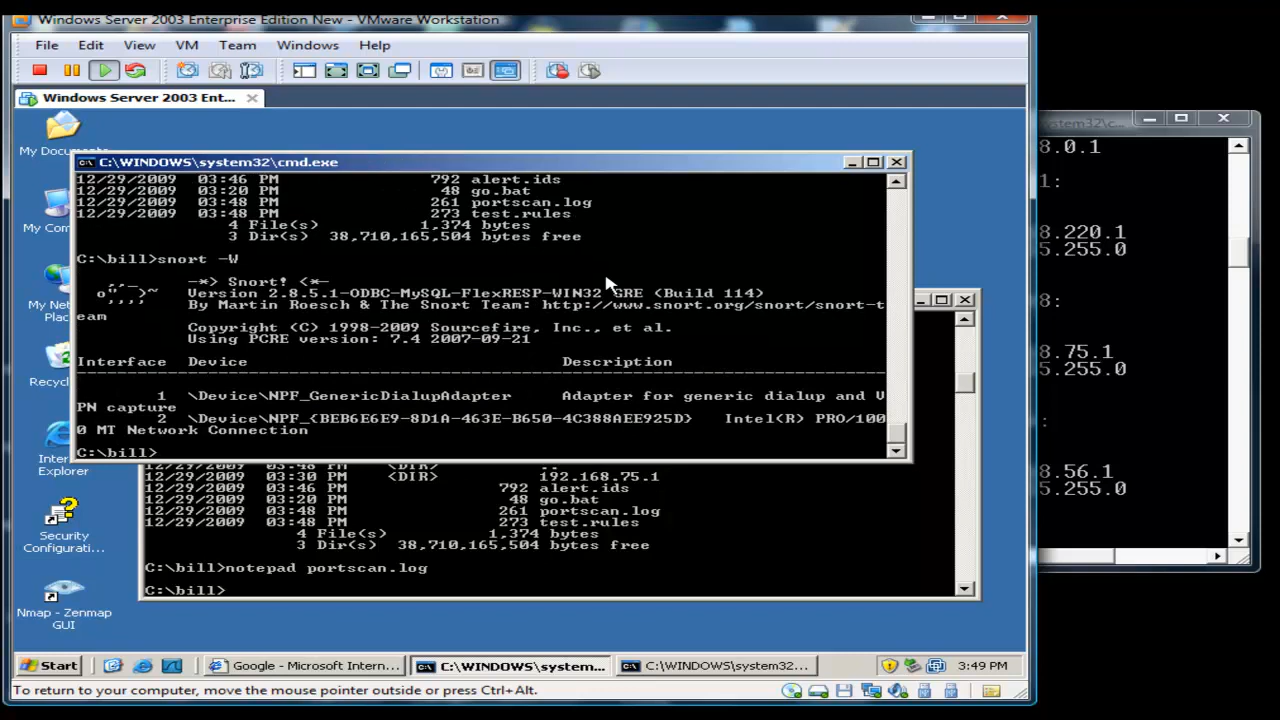 Windows Server 2003 Enterprise Edition New - VMware Workstation
File Edit View VM Team Windows Help
Windows Server 2003 Ent...
My Docu
C:\WINDOWS\system32\cmd.exe
12/29/2009 03:46 PM 792 alert.ids
12/29/2009 03:20 PM 48 go.bat
12/29/2009 03:48 PM 261 portscan.log
12/29/2009 03:48 PM 273 test.rules
4 File(s) 1,374 bytes
3 Dir(s) 38,710,165,504 bytes free
C:\bill>snort -W
,,_ -*> Snort! <*-
o"  )~ Version 2.8.5.1-ODBC-MySQL-FlexRESP-WIN32 GRE (Build 114)
'''' By Martin Roesch & The Snort Team: http://www.snort.org/snort/snort-t
eam
Copyright (C) 1998-2009 Sourcefire, Inc., et al.
Using PCRE version: 7.4 2007-09-21
Interface Device Description
1 \Device\NPF_GenericDialupAdapter Adapter for generic dialup and V
PN capture
2 \Device\NPF_{BEB6E6E9-8D1A-463E-B650-4C388AEE925D} Intel(R) PRO/100
0 MT Network Connection
C:\bill>
My Com
My Net
Place
Recyc
Inter
Explorer
Security
Configurati...
Nmap - Zenmap
GUI
12/29/2009 03:48 PM <DIR> ..
12/29/2009 03:30 PM <DIR> 192.168.75.1
12/29/2009 03:46 PM 792 alert.ids
12/29/2009 03:20 PM 48 go.bat
12/29/2009 03:48 PM 261 portscan.log
12/29/2009 03:48 PM 273 test.rules
4 File(s) 1,374 bytes
3 Dir(s) 38,710,165,504 bytes free
C:\bill>notepad portscan.log
C:\bill>
stem32\c...
8.0.1
1:
8.220.1
5.255.0
8:
8.75.1
5.255.0
:
8.56.1
5.255.0
Start
Google - Microsoft Intern...
C:\WINDOWS\system...
C:\WINDOWS\system32...
3:49 PM
To return to your computer, move the mouse pointer outside or press Ctrl+Alt.